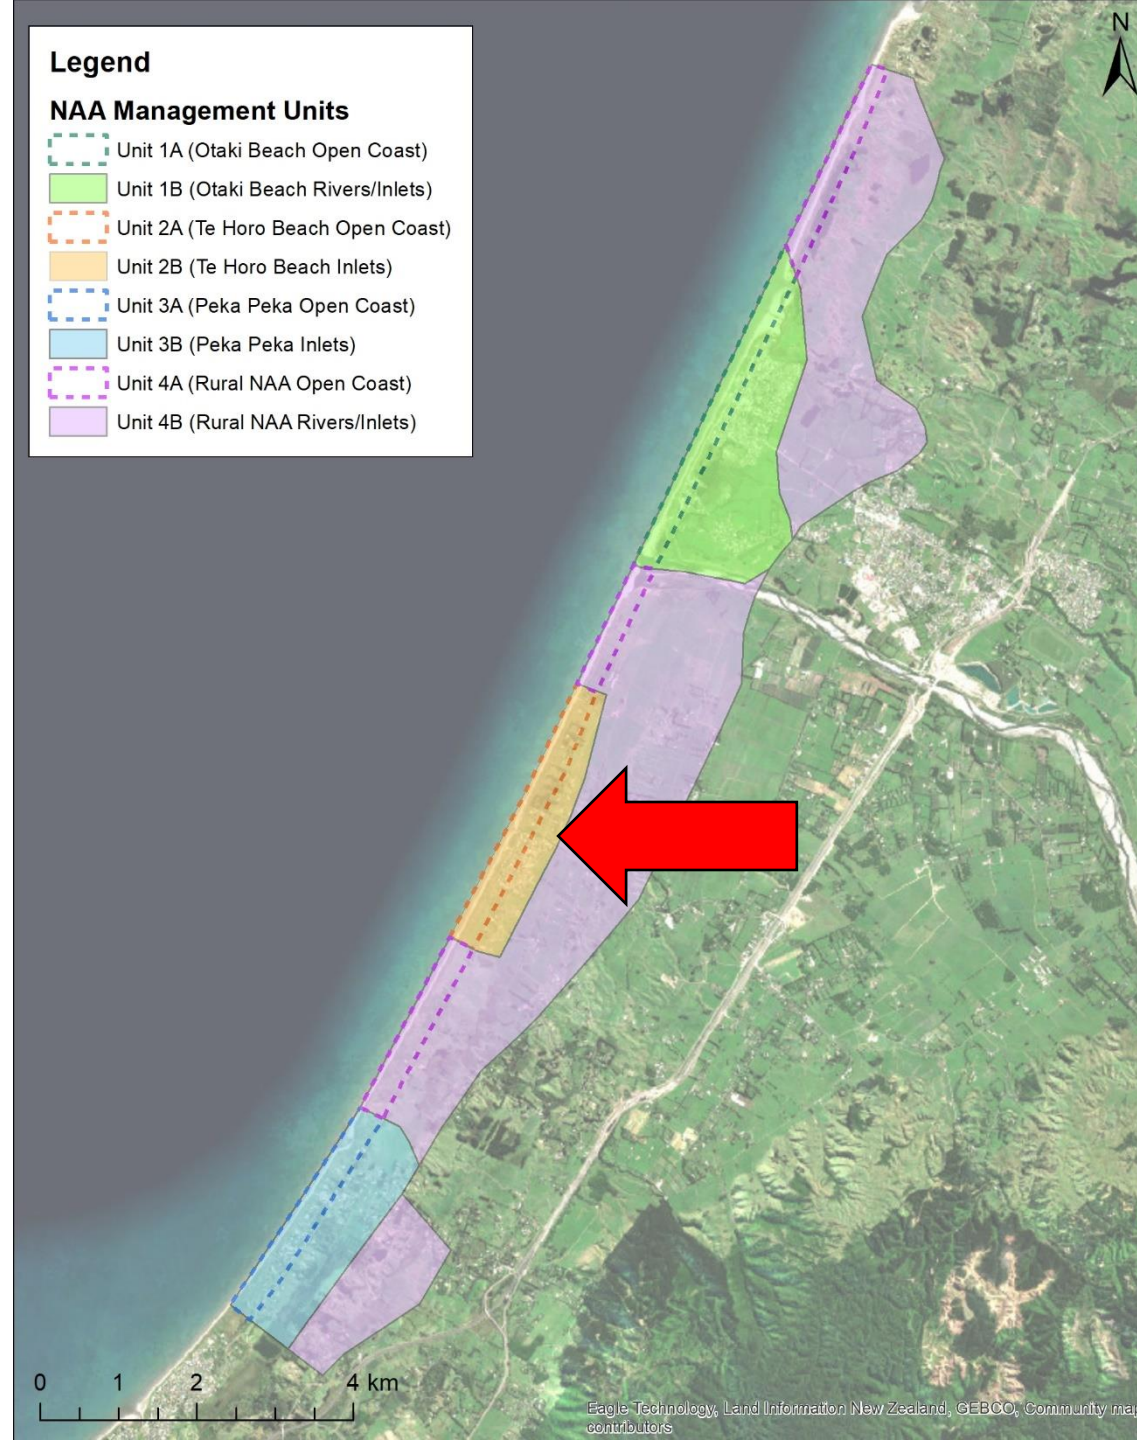 Legend
NAA Management Units
Unit 1A (Otaki Beach Open Coast)
Unit 1B (Otaki Beach Rivers/Inlets)
Unit 2A (Te Horo Beach Open Coast)
Unit 2B (Te Horo Beach Inlets)
Unit 3A (Peka Peka Open Coast)
Unit 3B (Peka Peka Inlets)
Unit 4A (Rural NAA Open Coast)
Unit 4B (Rural NAA Rivers/Inlets)
N
0 1 2 4 km
Eagle Technology, Land Information New Zealand, GEBCO, Community map
contributors